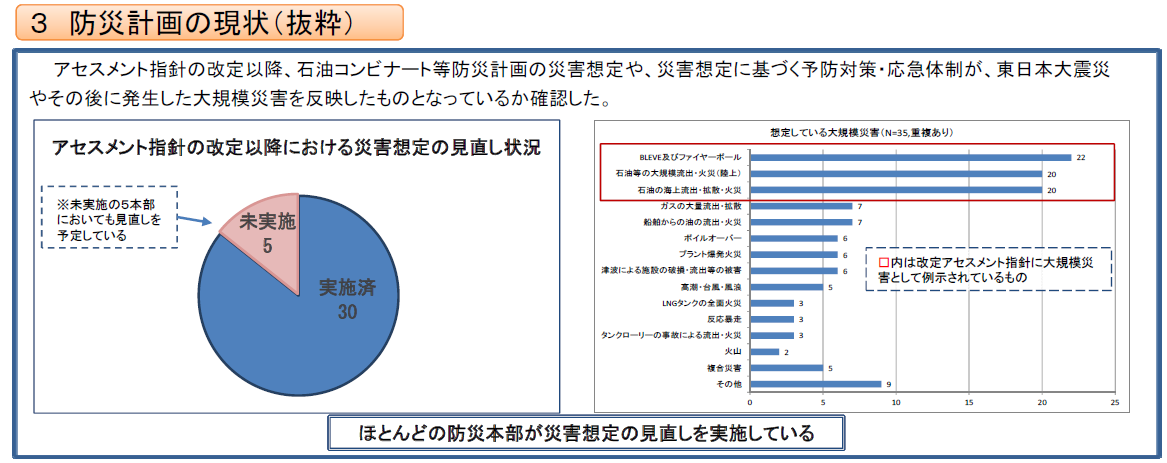 3 防災計画の現状(抜粋)
アセスメント指針の改定以降、石油コンビナート等防災計画の災害想定や、災害想定に基づく予防対策・応急体制が、東日本大震災
やその後に発生した大規模災害を反映したものとなっているか確認した。
アセスメント指針の改定以降における災害想定の見直し状況
※未実施の5本部
においても見直しを
予定している
未実施
5
実施済
30
想定している大規模災害(N=35,重複あり)
BLEVE及びファイヤーボール 22
石油等の大規模流出・火災(陸上) 20
石油の海上流出・拡散・火災 20
ガスの大量流出・拡散 7
船舶からの油の流出・火災 7
ボイルオーバー 6
プラント爆発火災 6
津波による施設の破損・流出等の被害 6
高潮・台風・風浪 5
LNGタンクの全面火災 3
反応暴走 3
タンクローリーの事故による流出・火災 3
火山 2
複合災害 5
その他 9
0 5 10 15 20 25
□内は改定アセスメント指針に大規模災
害として例示されているもの
ほとんどの防災本部が災害想定の見直しを実施している